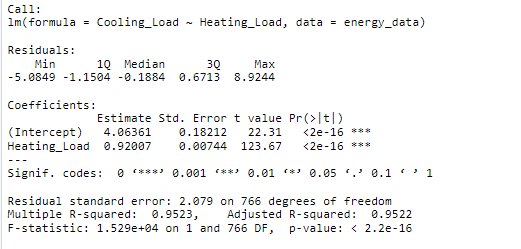 Call:
lm(formula = Cooling_Load ~ Heating_Load, data = energy_data)
Residuals:
Min 1Q Median 3Q Max
-5.0849 -1.1504 -0.1884 0.6713 8.9244
Coefficients:
Estimate Std. Error t value Pr(>|t|)
(Intercept) 4.06361 0.18212 22.31 <2e-16 ***
Heating_Load 0.92007 0.00744 123.67 <2e-16 ***
---
Signif. codes: 0 ‘***’ 0.001 ‘**’ 0.01 ‘*’ 0.05 ‘.’ 0.1 ‘ ’ 1
Residual standard error: 2.079 on 766 degrees of freedom
Multiple R-squared: 0.9523, Adjusted R-squared: 0.9522
F-statistic: 1.529e+04 on 1 and 766 DF, p-value: < 2.2e-16